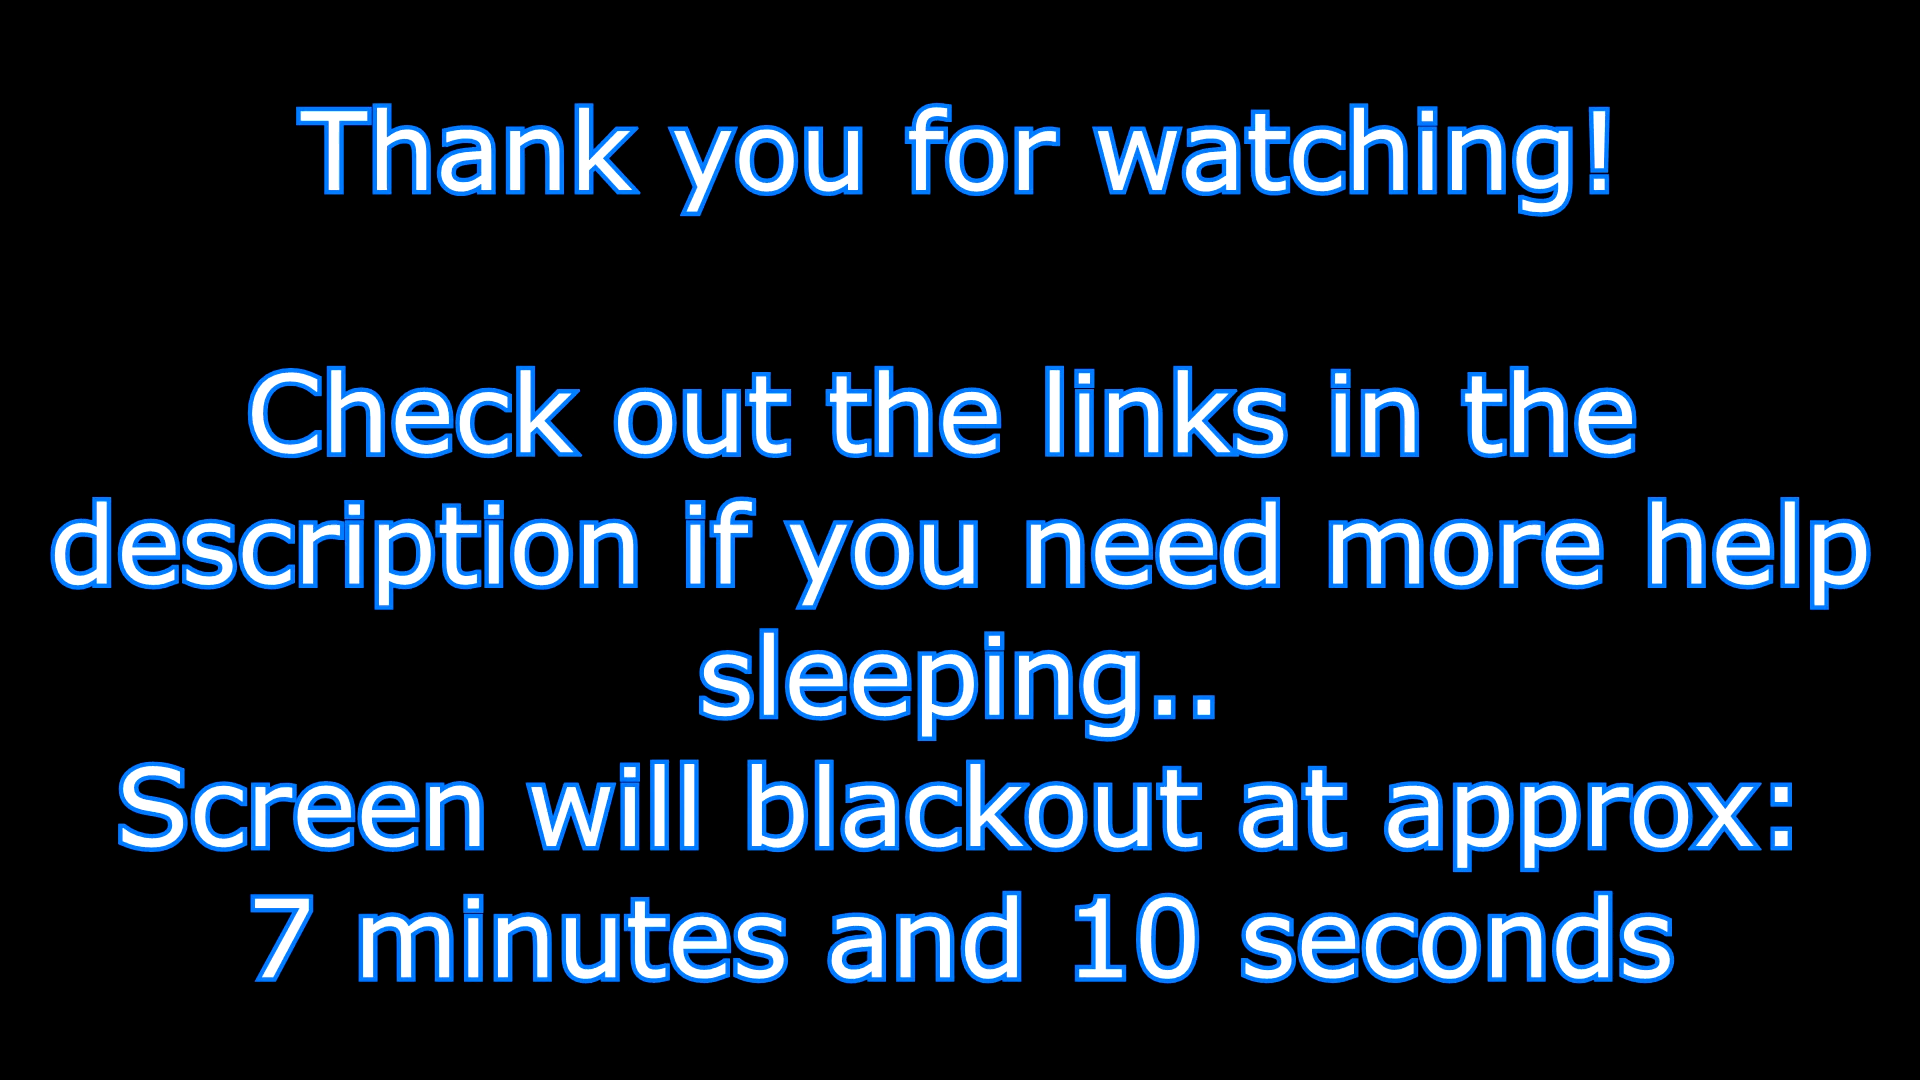 Thank you for watching!
Check out the links in the
description if you need more help
sleeping..
Screen will blackout at approx:
7 minutes and 10 seconds